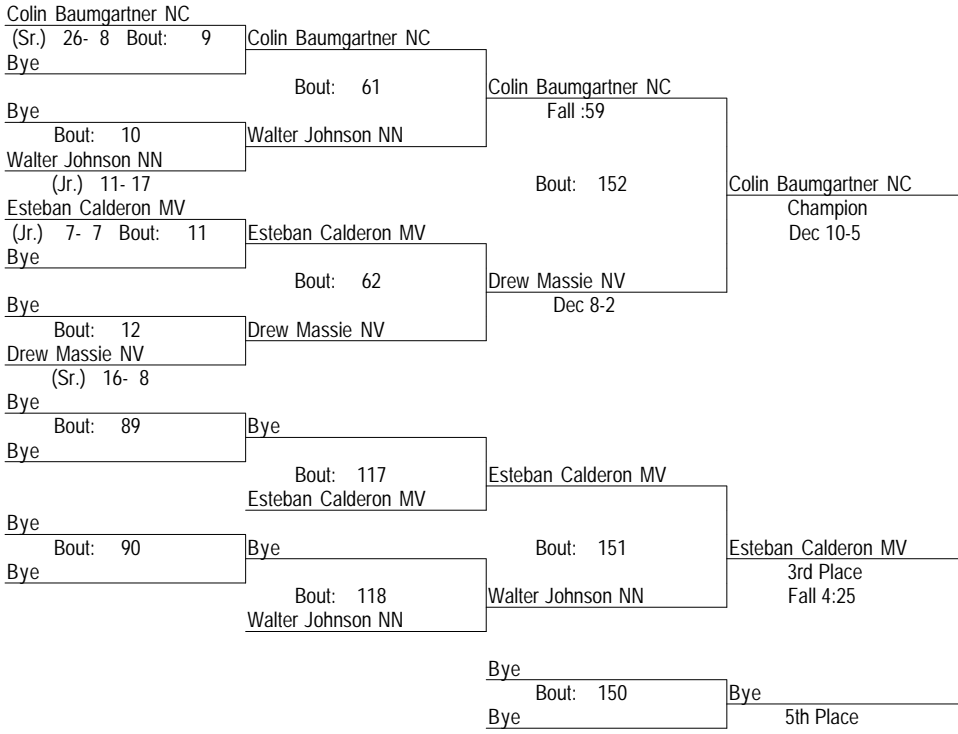 Colin Baumgartner NC
(Sr.) 26- 8 Bout: 9 Colin Baumgartner NC
Bye
Bout: 61 Colin Baumgartner NC
Bye Fall :59
Bout: 10 Walter Johnson NN
Walter Johnson NN
(Jr.) 11- 17 Bout: 152 Colin Baumgartner NC
Esteban Calderon MV Champion
(Jr.) 7- 7 Bout: 11 Esteban Calderon MV Dec 10-5
Bye
Bout: 62 Drew Massie NV
Bye Dec 8-2
Bout: 12 Drew Massie NV
Drew Massie NV
(Sr.) 16- 8
Bye
Bout: 89 Bye
Bye
Bout: 117 Esteban Calderon MV
Esteban Calderon MV
Bye
Bout: 90 Bye Bout: 151 Esteban Calderon MV
Bye 3rd Place
Bout: 118 Walter Johnson NN Fall 4:25
Walter Johnson NN
Bye
Bout: 150 Bye
Bye 5th Place